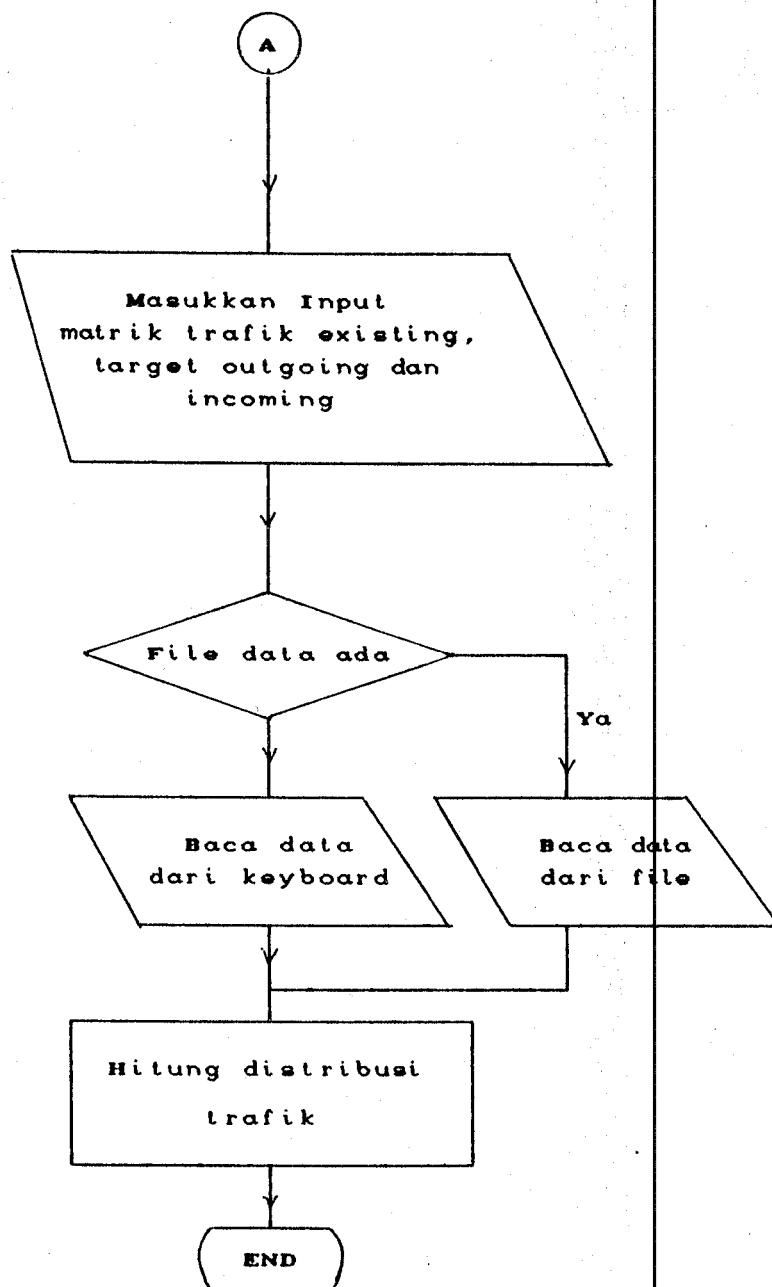 A
Masukkan Input
matrik trafik existing,
target outgoing dan
incoming
File data ada
Ya
Baca data
dari keyboard
Baca data
dari file
Hitung distribusi
trafik
END